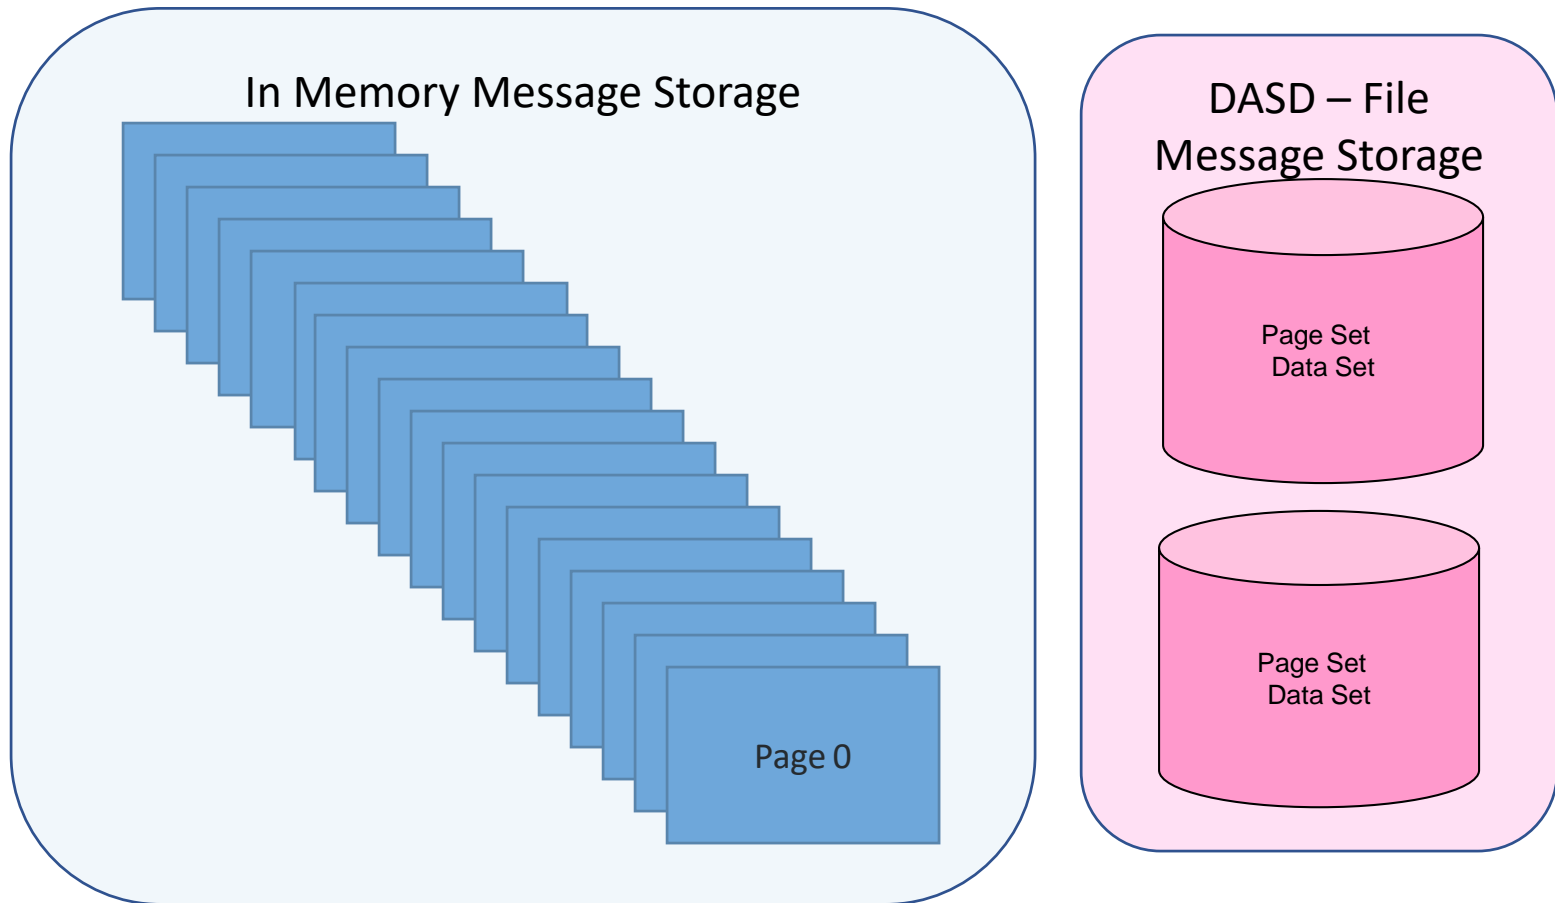 In Memory Message Storage
Page 0
DASD – File
Message Storage
Page Set
Data Set
Page Set
Data Set